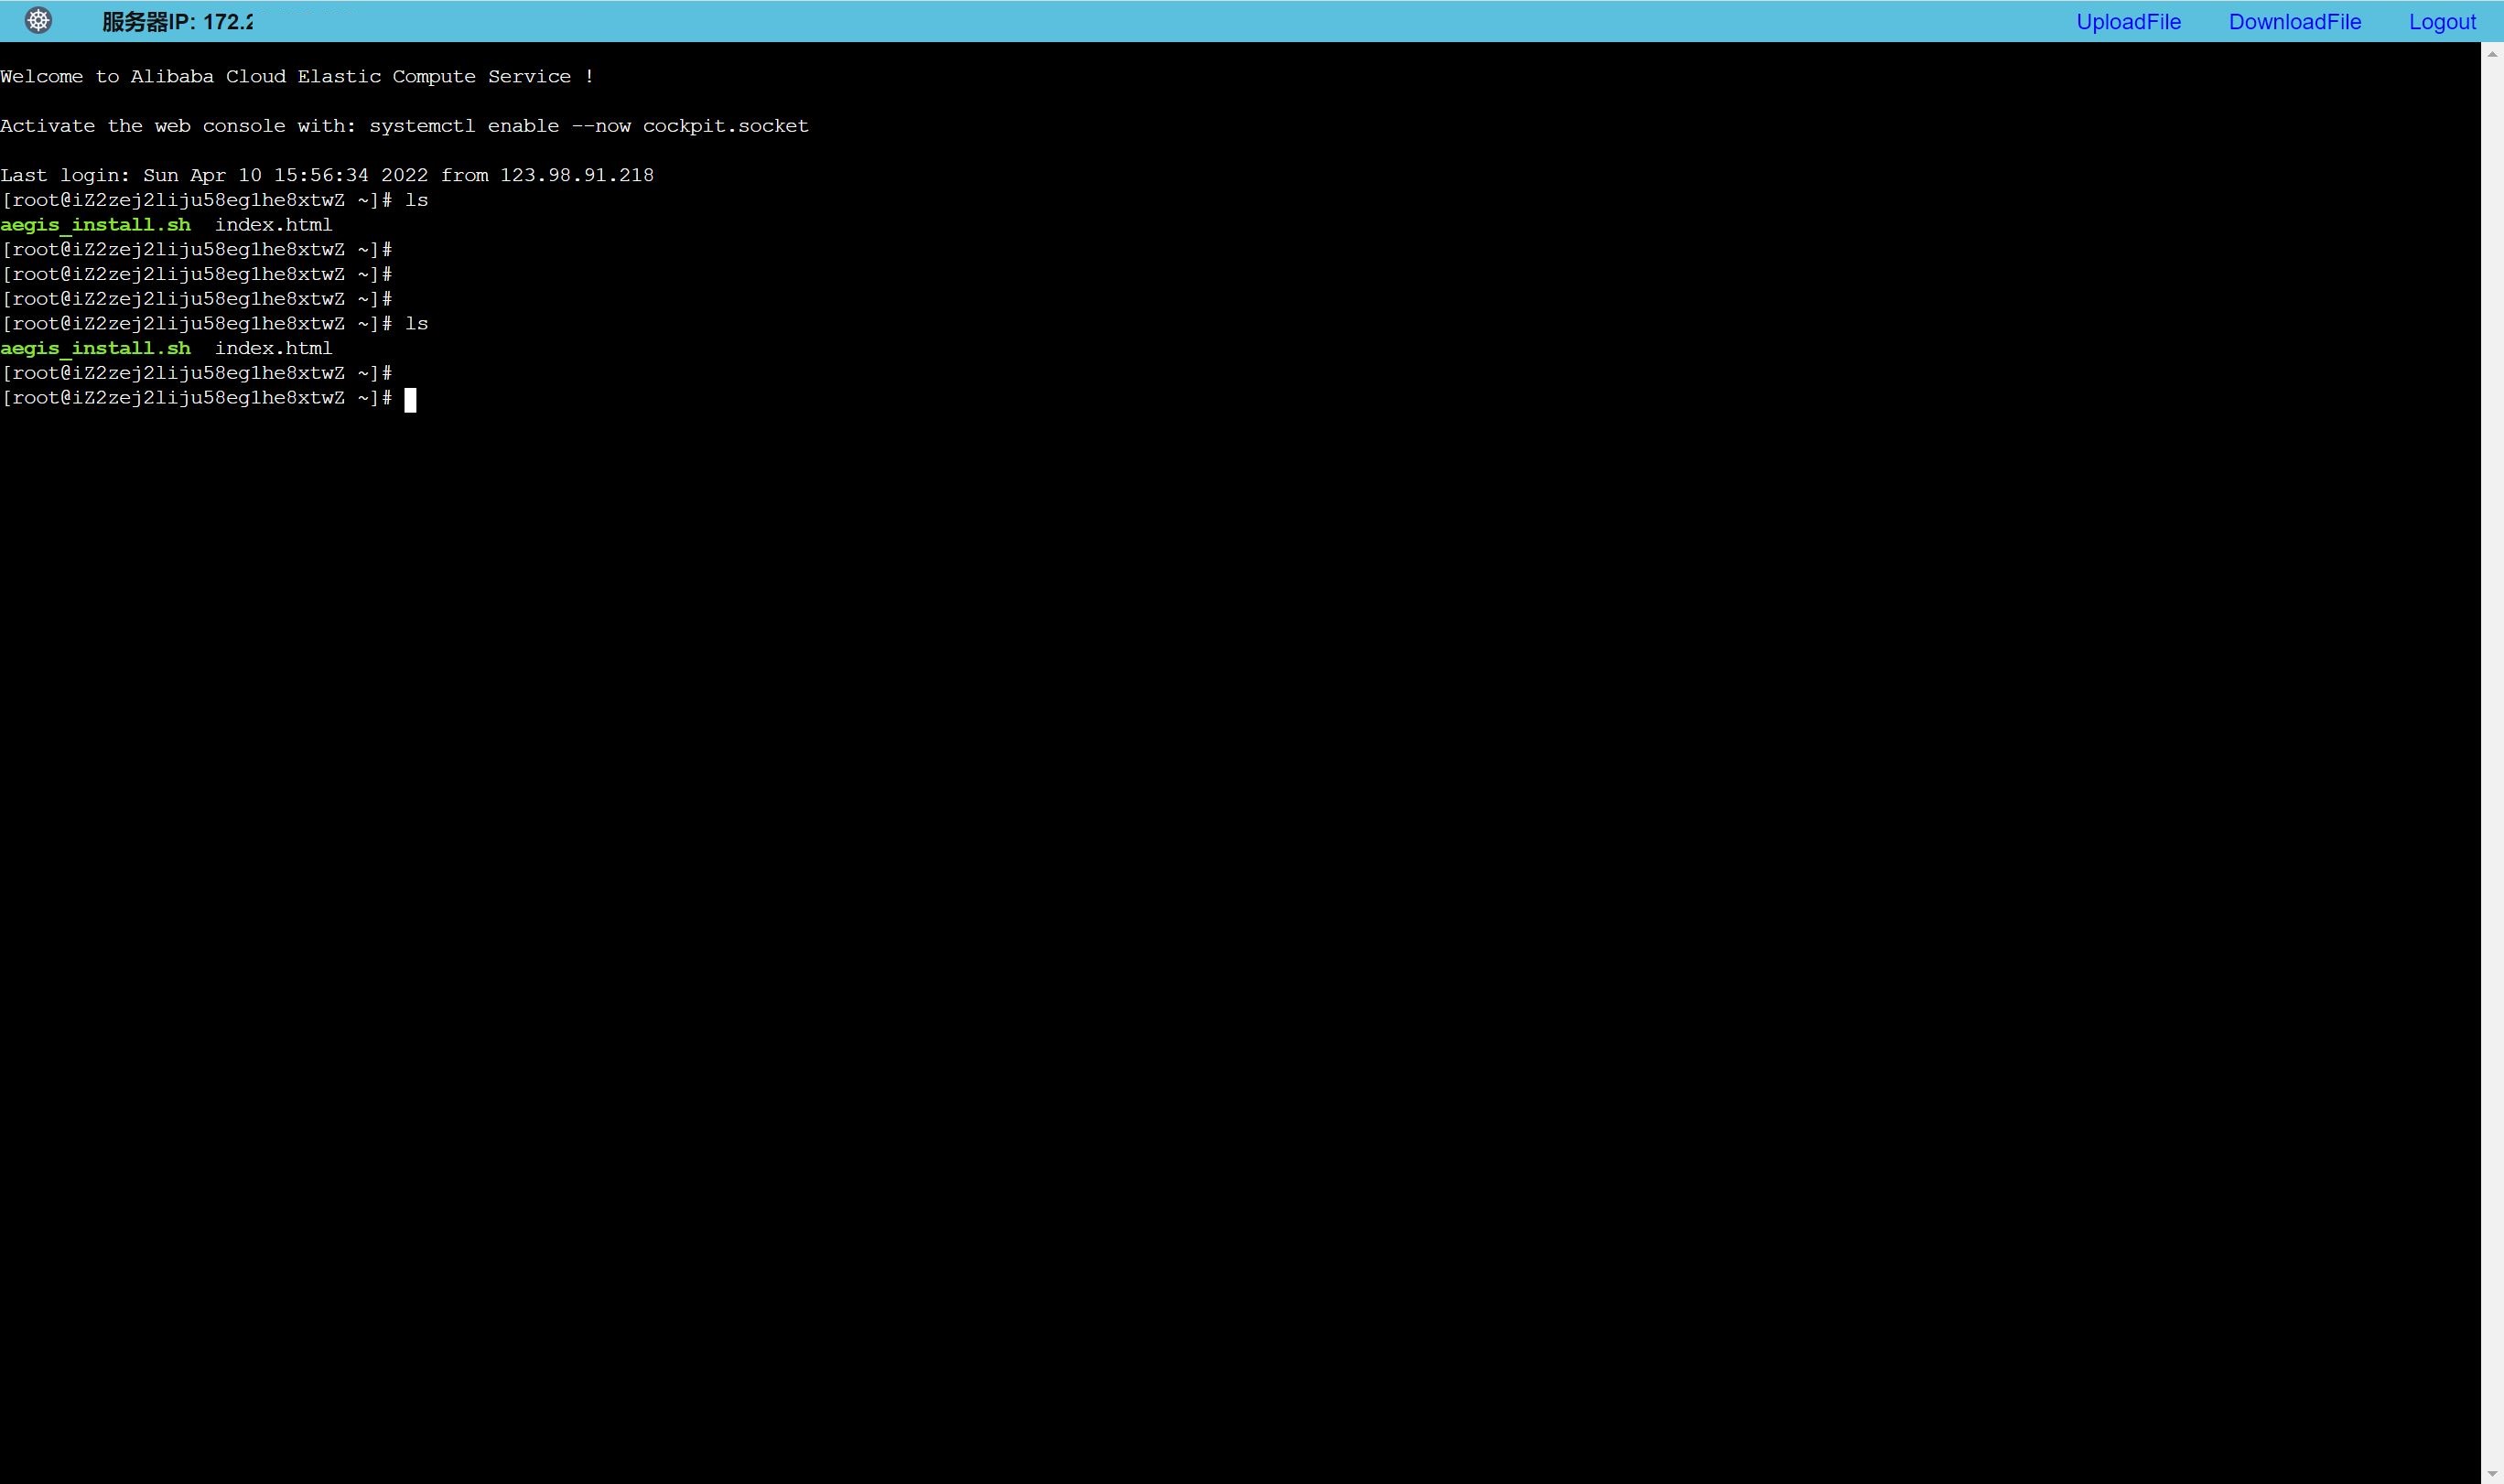 服务器IP: 172.2
UploadFile DownloadFile Logout
Welcome to Alibaba Cloud Elastic Compute Service !
Activate the web console with: systemctl enable --now cockpit.socket
Last login: Sun Apr 10 15:56:34 2022 from 123.98.91.218
[root@iZ2zej2liju58eg1he8xtwZ ~]# ls
aegis_install.sh  index.html
[root@iZ2zej2liju58eg1he8xtwZ ~]#
[root@iZ2zej2liju58eg1he8xtwZ ~]#
[root@iZ2zej2liju58eg1he8xtwZ ~]#
[root@iZ2zej2liju58eg1he8xtwZ ~]# ls
aegis_install.sh  index.html
[root@iZ2zej2liju58eg1he8xtwZ ~]#
[root@iZ2zej2liju58eg1he8xtwZ ~]#